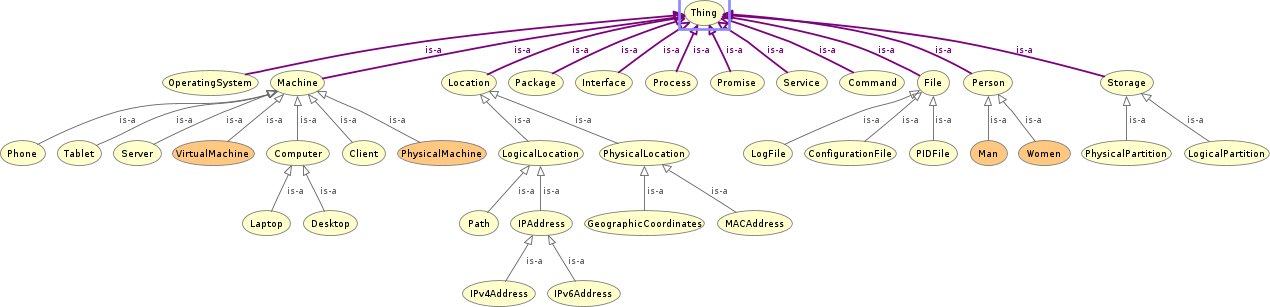 Thing
is-a is-a is-a is-a is-a is-a is-a is-a is-a is-a is-a is-a
OperatingSystem Machine Location Package Interface Process Promise Service Command File Person Storage
is-a is-a is-a is-a is-a is-a is-a is-a is-a is-a is-a is-a is-a is-a is-a is-a
Phone Tablet Server VirtualMachine Computer Client PhysicalMachine LogicalLocation PhysicalLocation LogFile ConfigurationFile PIDFile Man Women PhysicalPartition LogicalPartition
is-a is-a is-a is-a is-a is-a
Laptop Desktop Path IPAddress GeographicCoordinates MACAddress
is-a is-a
IPv4Address IPv6Address